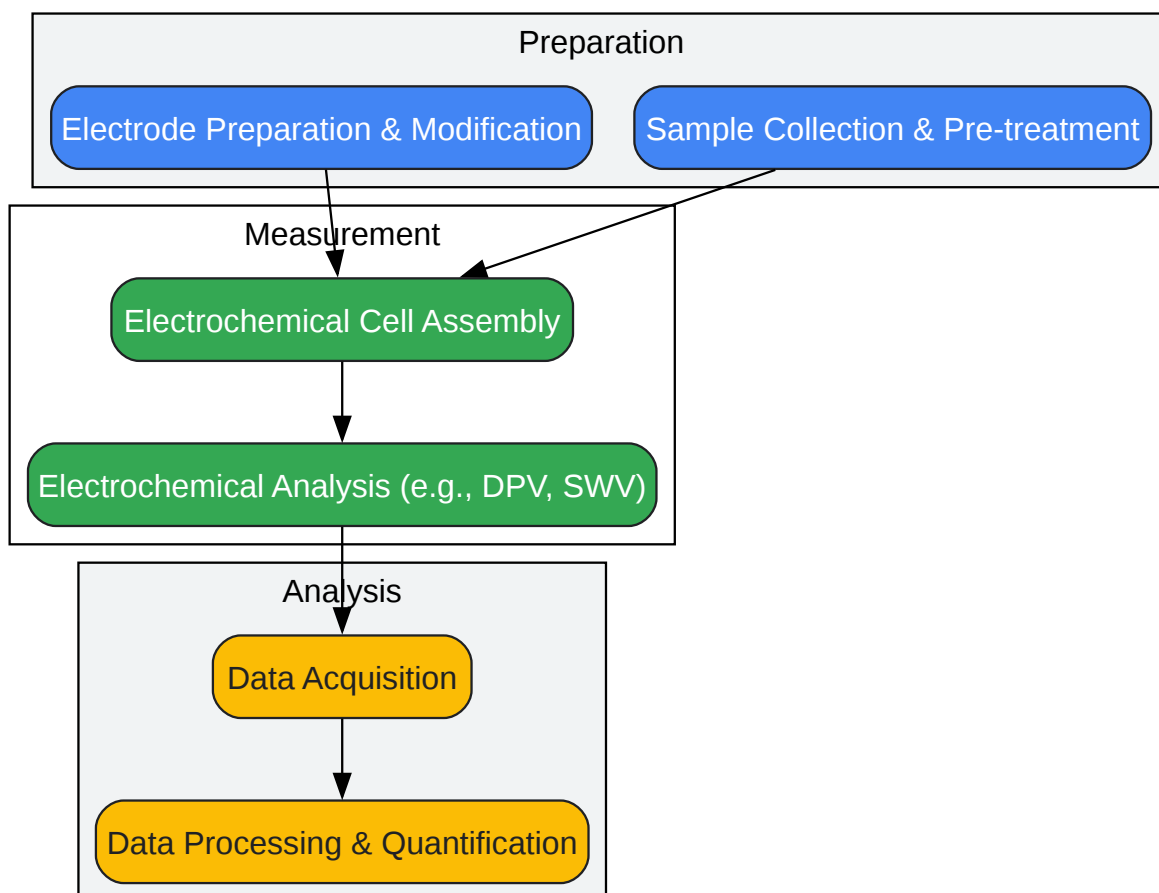 Preparation
Electrode Preparation & Modification
Sample Collection & Pre-treatment
Measurement
Electrochemical Cell Assembly
Electrochemical Analysis (e.g., DPV, SWV)
Analysis
Data Acquisition
Data Processing & Quantification